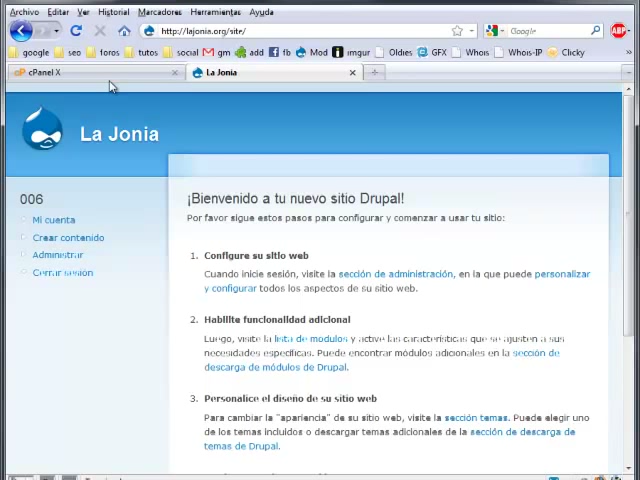 Archivo Editar Ver Historial Marcadores Herramientas Ayuda
http://lajonia.org/site/
Google
ABP
google seo foros tutos social gm add fb Mod imgur Oldies GFX Whois Whois-IP Clicky
cPanel X
La Jonia
La Jonia
006
Mi cuenta
Crear contenido
Administrar
Cerrar sesión
¡Bienvenido a tu nuevo sitio Drupal!
Por favor sigue estos pasos para configurar y comenzar a usar tu sitio:
1. Configure su sitio web
Cuando inicie sesión, visite la sección de administración, en la que puede personalizar
y configurar todos los aspectos de su sitio web.
2. Habilite funcionalidad adicional
Luego, visite la lista de módulos y active las características que se ajusten a sus
necesidades específicas. Puede encontrar módulos adicionales en la sección de
descarga de módulos de Drupal.
3. Personalice el diseño de su sitio web
Para cambiar la "apariencia" de su sitio web, visite la sección temas. Puede elegir uno
de los temas incluidos o descargar temas adicionales de la sección de descarga de
temas de Drupal.